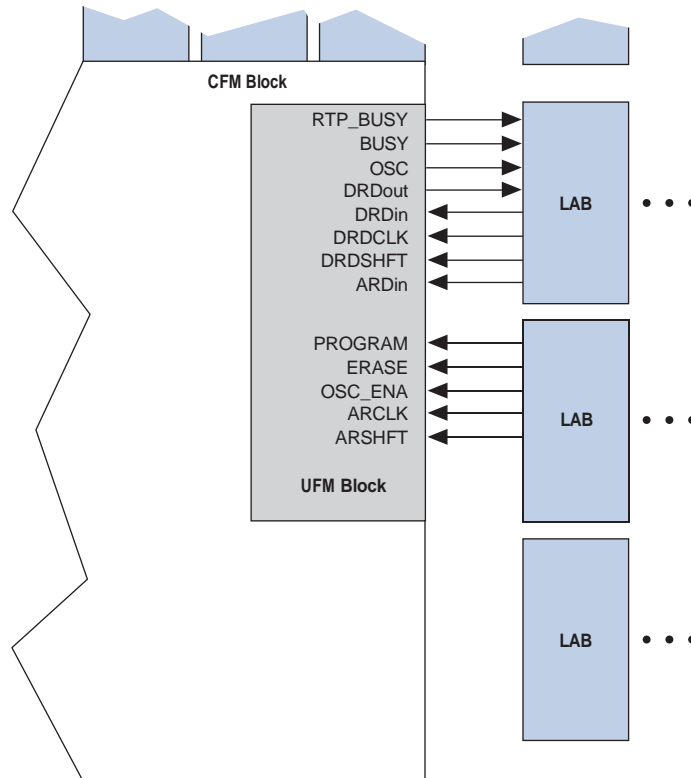 CFM Block
RTP_BUSY
BUSY
OSC
DRDout
DRDin
DRDCLK
DRDSHFT
ARDin
PROGRAM
ERASE
OSC_ENA
ARCLK
ARSHFT
UFM Block
LAB
LAB
LAB